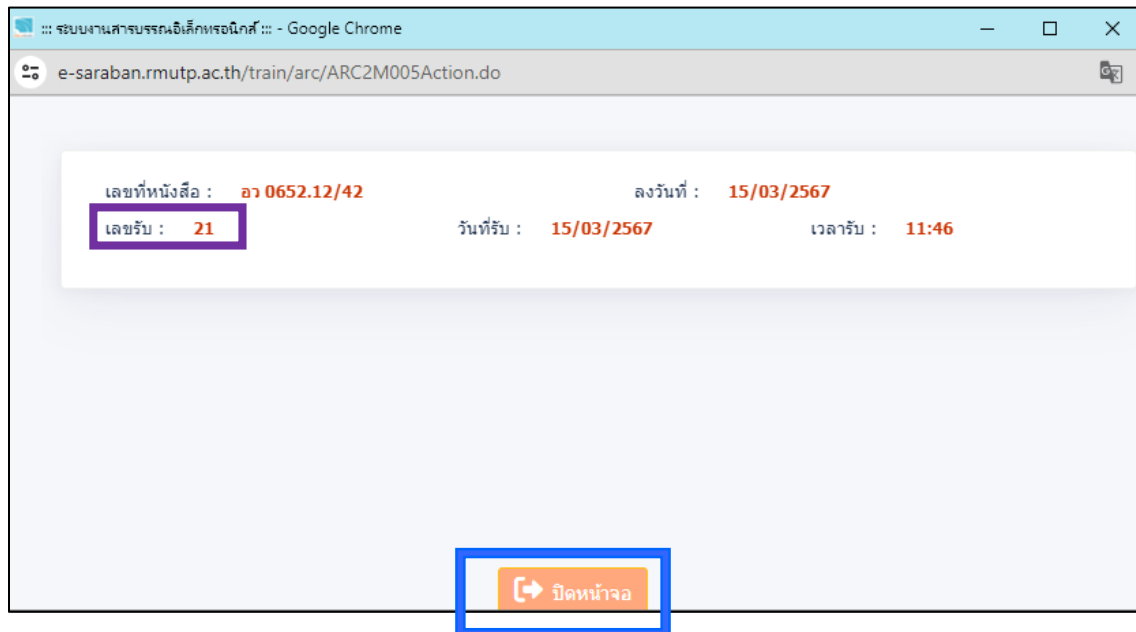 ::: ระบบงานสารบรรณอิเล็กทรอนิกส์ ::: - Google Chrome
e-saraban.rmutp.ac.th/train/arc/ARC2M005Action.do
เลขที่หนังสือ : อว 0652.12/42 ลงวันที่ : 15/03/2567
เลขรับ : 21 วันที่รับ : 15/03/2567 เวลารับ : 11:46
ปิดหน้าจอ